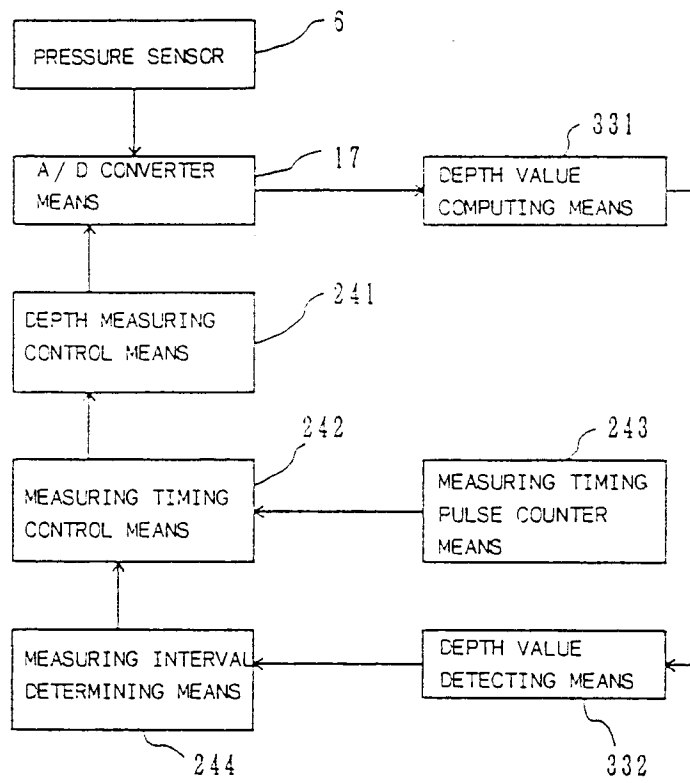 6
PRESSURE SENSOR
17
331
A/D CONVERTER
MEANS
DEPTH VALUE
COMPUTING MEANS
241
DEPTH MEASURING
CONTROL MEANS
242
243
MEASURING TIMING
CONTROL MEANS
MEASURING TIMING
PULSE COUNTER
MEANS
MEASURING INTERVAL
DETERMINING MEANS
DEPTH VALUE
DETECTING MEANS
244
332